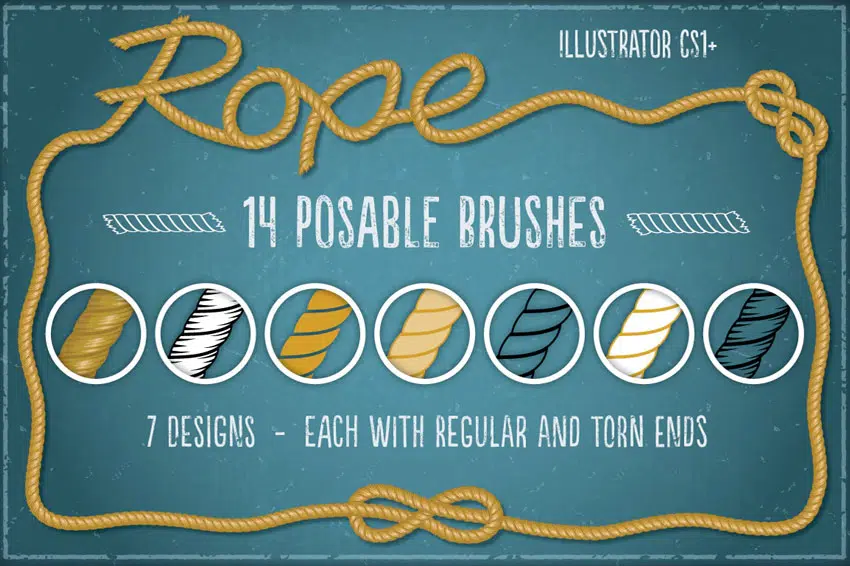 Rope
ILLUSTRATOR CS1+
14 POSABLE BRUSHES
7 DESIGNS - EACH WITH REGULAR AND TORN ENDS